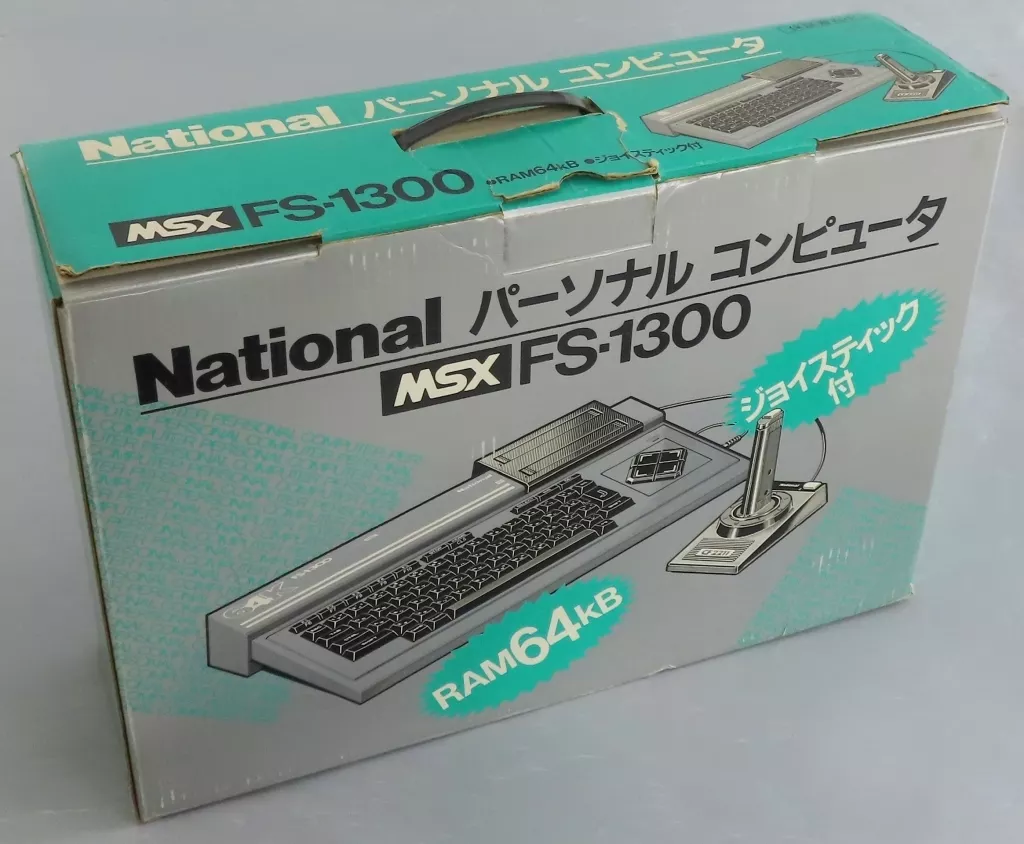 National パーソナル コンピュータ
MSX FS-1300 •RAM64kB •ジョイスティック付
National パーソナル コンピュータ
MSX FS-1300
ジョイスティック
付
FS-1300
RAM64kB